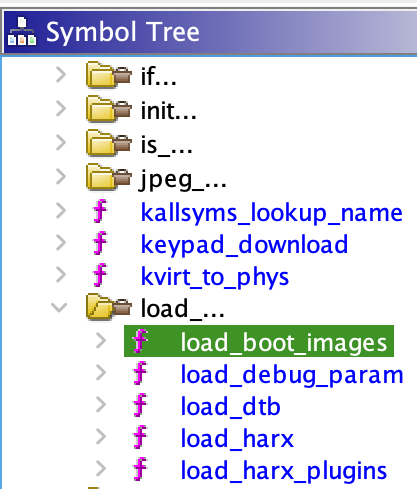 Symbol Tree
if...
init...
is_...
jpeg_...
kallsyms_lookup_name
keypad_download
kvirt_to_phys
load_...
load_boot_images
load_debug_param
load_dtb
load_harx
load_harx_plugins